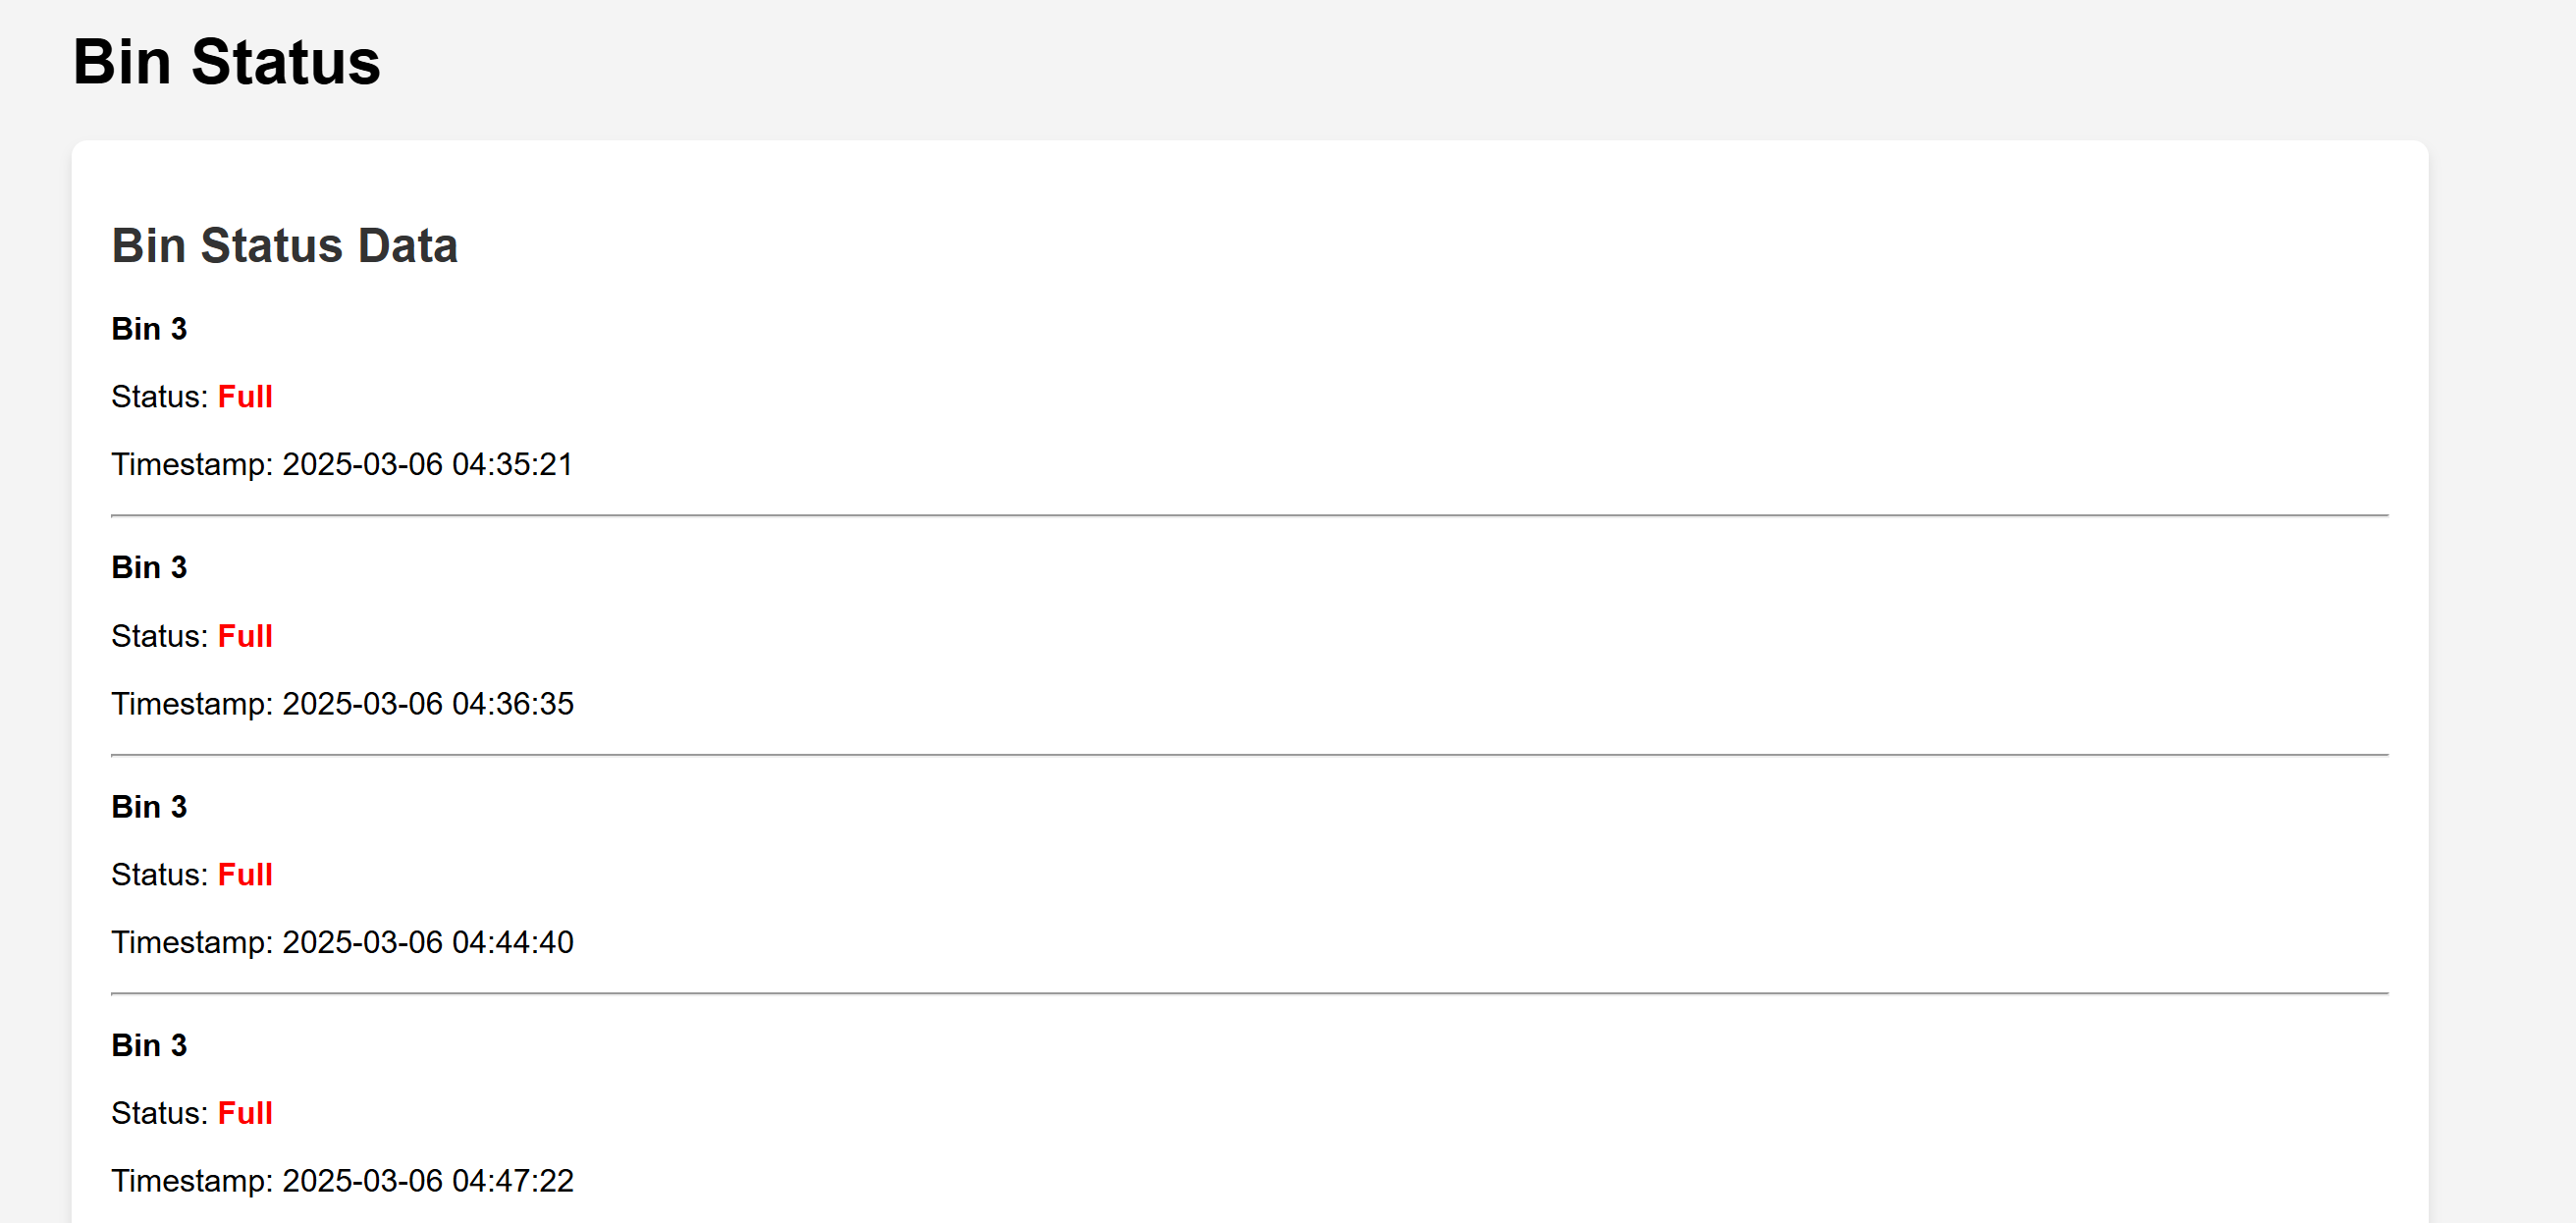 Bin Status
Bin Status Data
Bin 3
Status: Full
Timestamp: 2025-03-06 04:35:21
Bin 3
Status: Full
Timestamp: 2025-03-06 04:36:35
Bin 3
Status: Full
Timestamp: 2025-03-06 04:44:40
Bin 3
Status: Full
Timestamp: 2025-03-06 04:47:22